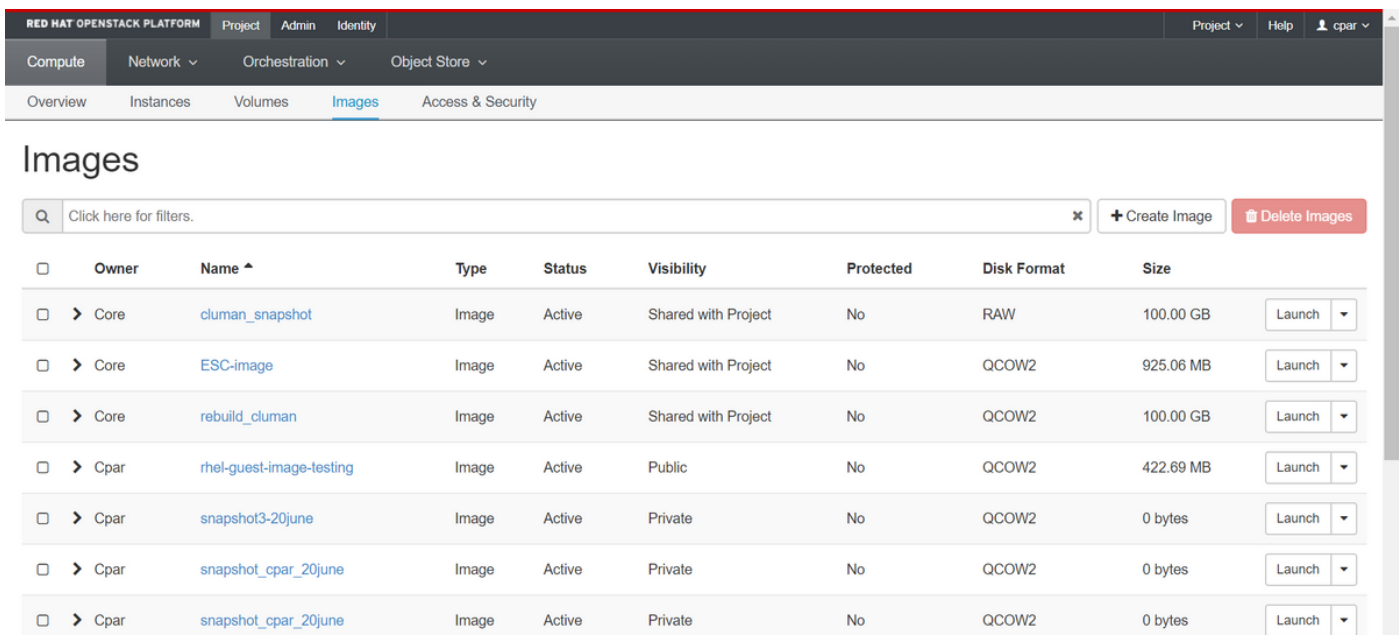 RED HAT OPENSTACK PLATFORM Project Admin Identity Project Help cpar
Compute Network Orchestration Object Store
Overview Instances Volumes Images Access & Security
Images
Click here for filters. Create Image Delete Images
Owner Name Type Status Visibility Protected Disk Format Size
Core cluman_snapshot Image Active Shared with Project No RAW 100.00 GB Launch
Core ESC-image Image Active Shared with Project No QCOW2 925.06 MB Launch
Core rebuild_cluman Image Active Shared with Project No QCOW2 100.00 GB Launch
Cpar rhel-guest-image-testing Image Active Public No QCOW2 422.69 MB Launch
Cpar snapshot3-20june Image Active Private No QCOW2 0 bytes Launch
Cpar snapshot_cpar_20june Image Active Private No QCOW2 0 bytes Launch
Cpar snapshot_cpar_20june Image Active Private No QCOW2 0 bytes Launch